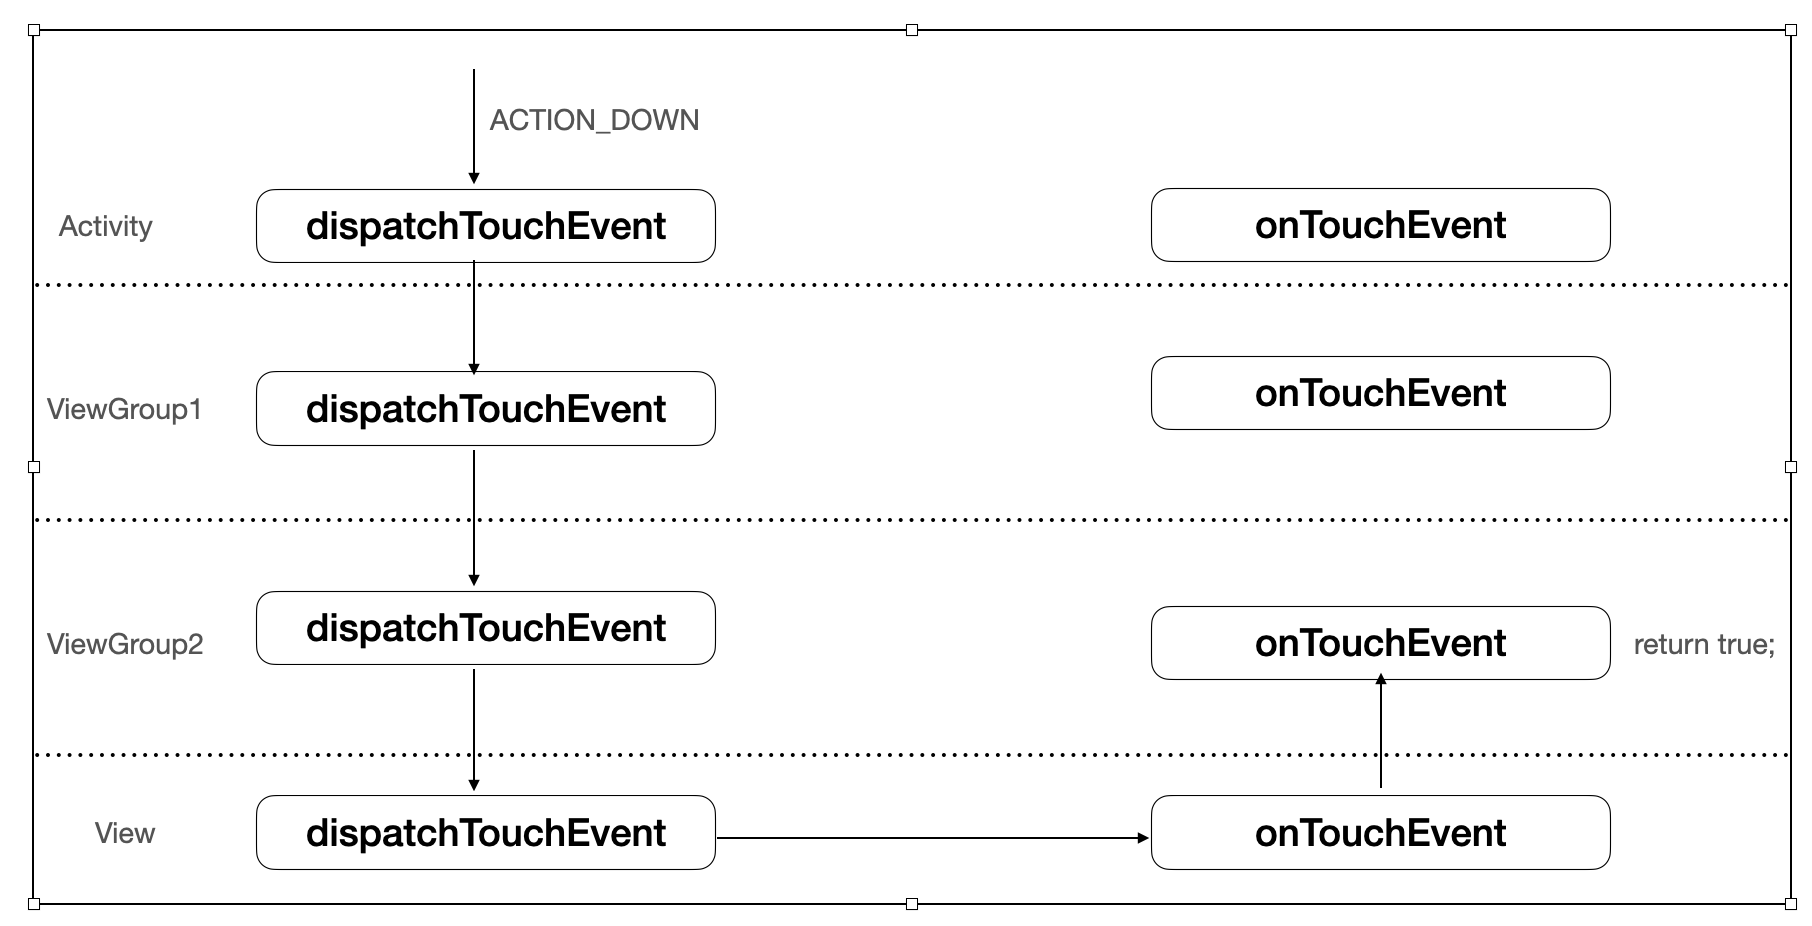 ACTION_DOWN
Activity
dispatchTouchEvent
onTouchEvent
ViewGroup1
dispatchTouchEvent
onTouchEvent
ViewGroup2
dispatchTouchEvent
onTouchEvent
return true;
View
dispatchTouchEvent
onTouchEvent